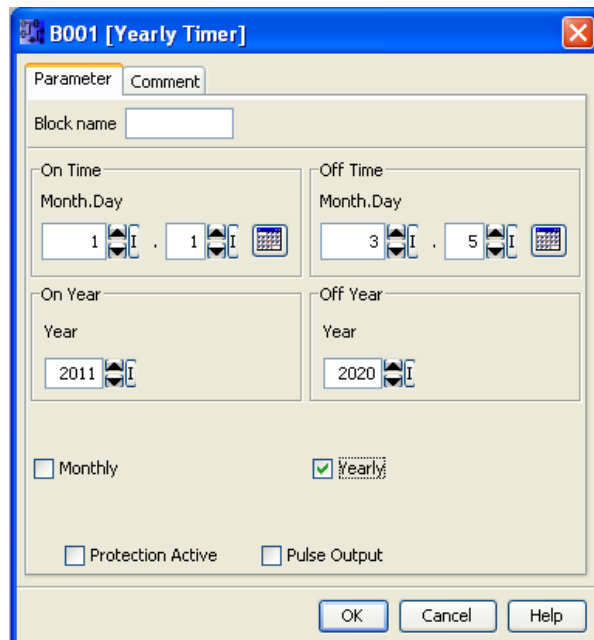 B001 [Yearly Timer]
Parameter Comment
Block name
On Time Off Time
Month.Day Month.Day
1 . 1 3 . 5
On Year Off Year
Year Year
2011 2020
Monthly Yearly
Protection Active Pulse Output
OK Cancel Help